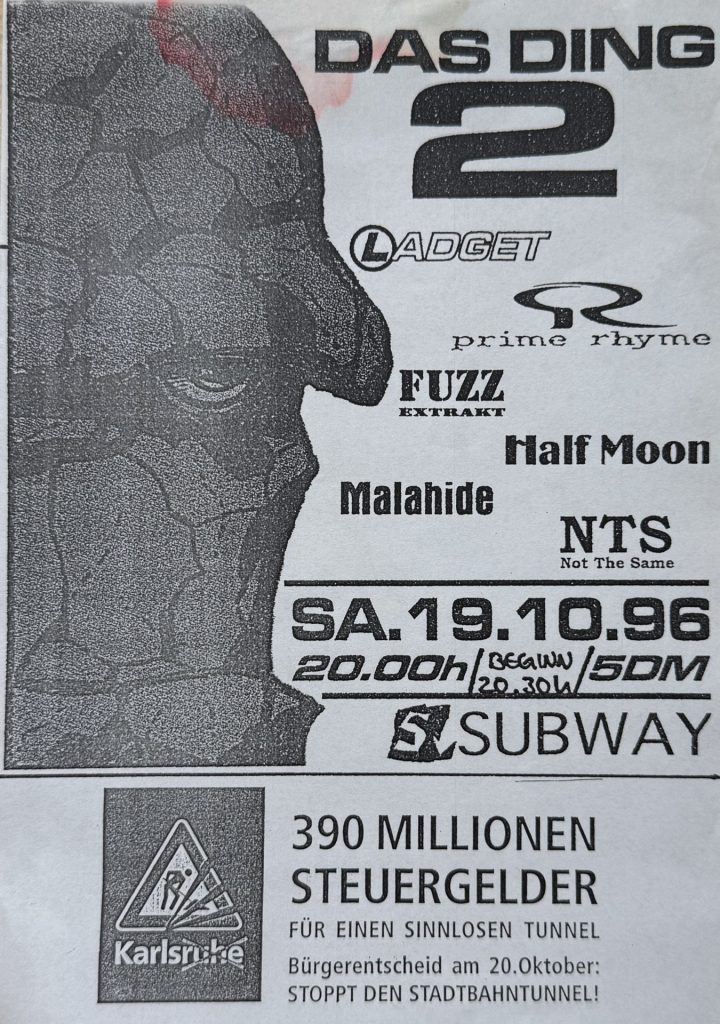 DAS DING
2
LADGET
prime rhyme
FUZZ
EXTRAKT
Half Moon
Malahide
NTS
Not The Same
SA.19.10.96
20.00h/BEGINN 20.30h/5DM
S SUBWAY
390 MILLIONEN
STEUERGELDER
FÜR EINEN SINNLOSEN TUNNEL
Karlsruhe
Bürgerentscheid am 20.Oktober:
STOPPT DEN STADTBAHNTUNNEL!